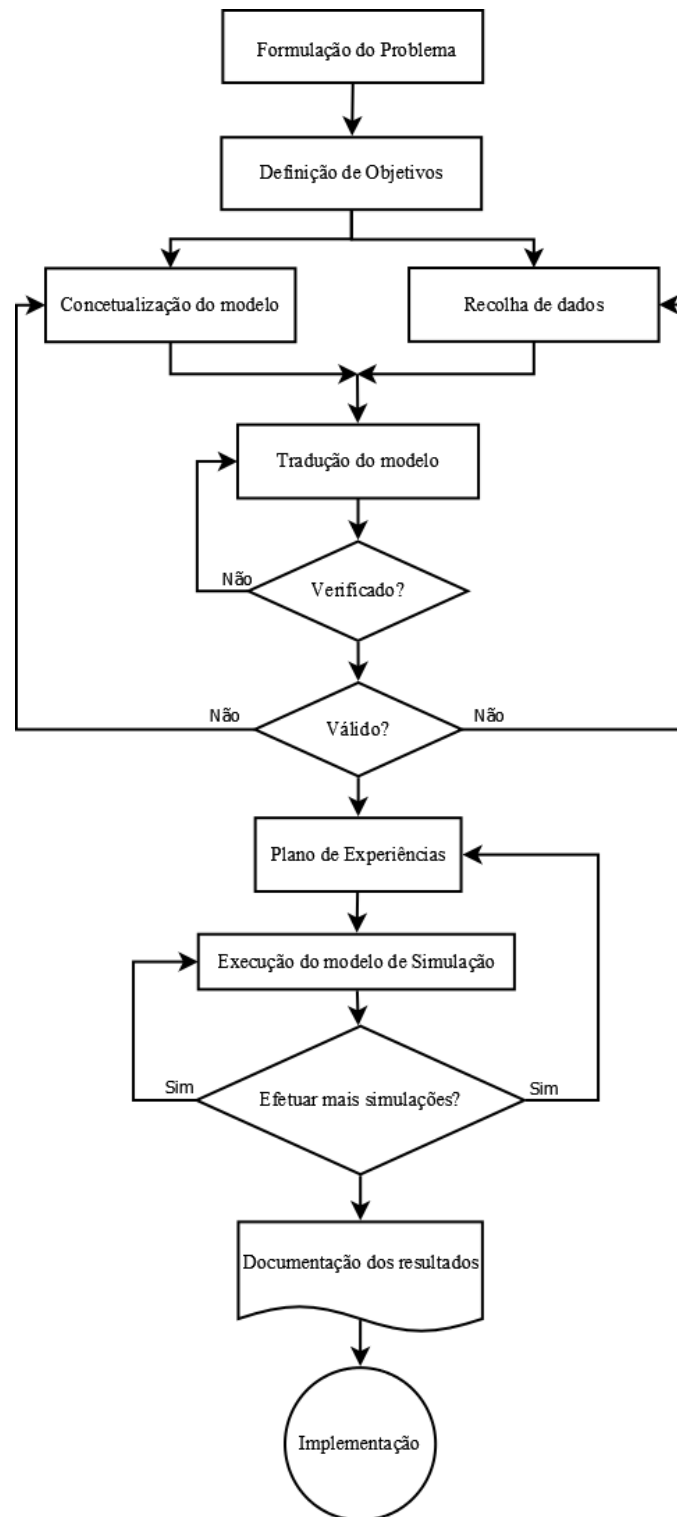 Formulação do Problema
Definição de Objetivos
Concetualização do modelo
Recolha de dados
Tradução do modelo
Não
Verificado?
Não
Válido?
Não
Plano de Experiências
Execução do modelo de Simulação
Sim
Efetuar mais simulações?
Sim
Documentação dos resultados
Implementação